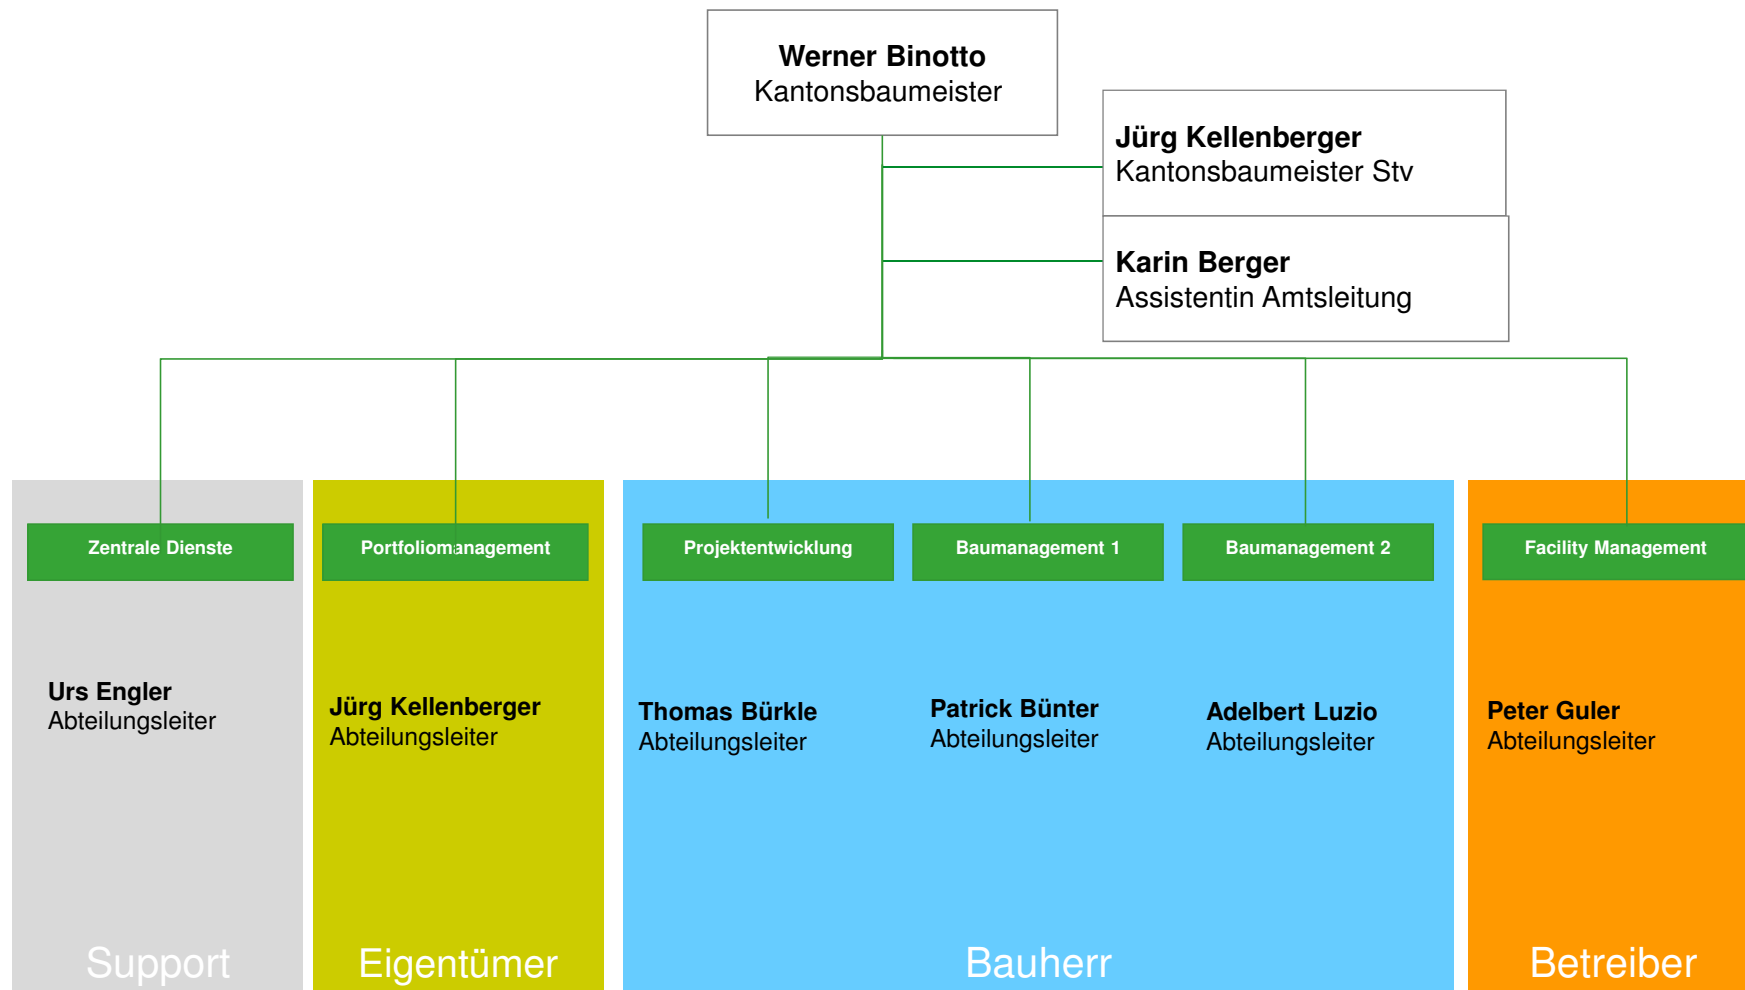 Werner Binotto
Kantonsbaumeister
Jürg Kellenberger
Kantonsbaumeister Stv
Karin Berger
Assistentin Amtsleitung
Zentrale Dienste
Portfoliomanagement
Projektentwicklung
Baumanagement 1
Baumanagement 2
Facility Management
Urs Engler
Abteilungsleiter
Jürg Kellenberger
Abteilungsleiter
Thomas Bürkle
Abteilungsleiter
Patrick Bünter
Abteilungsleiter
Adelbert Luzio
Abteilungsleiter
Peter Guler
Abteilungsleiter
Support
Eigentümer
Bauherr
Betreiber